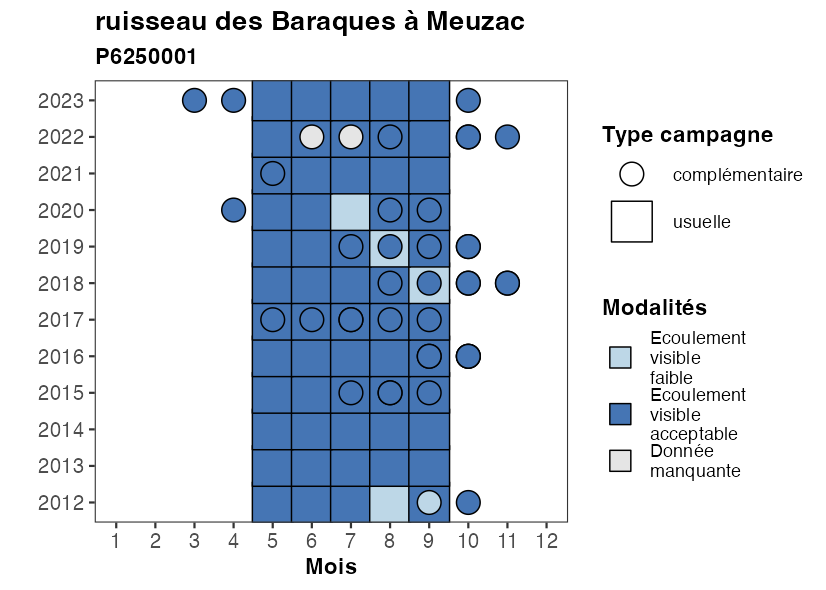 ruisseau des Baraques à Meuzac
P6250001
2023
2022
2021
2020
2019
2018
2017
2016
2015
2014
2013
2012
1 2 3 4 5 6 7 8 9 10 11 12
Mois
Type campagne
complémentaire
usuelle
Modalités
Ecoulement
visible
faible
Ecoulement
visible
acceptable
Donnée
manquante